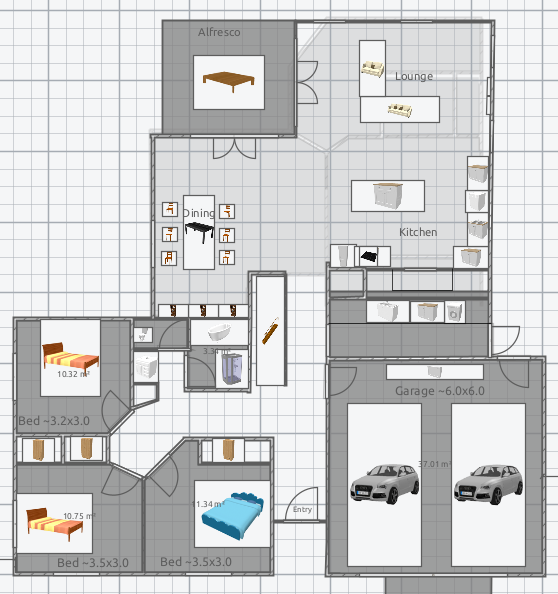 Alfresco
Lounge
Dining
Kitchen
3.34 m²
10.32 m²
Bed ~3.2x3.0
Garage ~6.0x6.0
37.01 m²
11.34 m²
10.75 m²
Entry
Bed ~3.5x3.0
Bed ~3.5x3.0